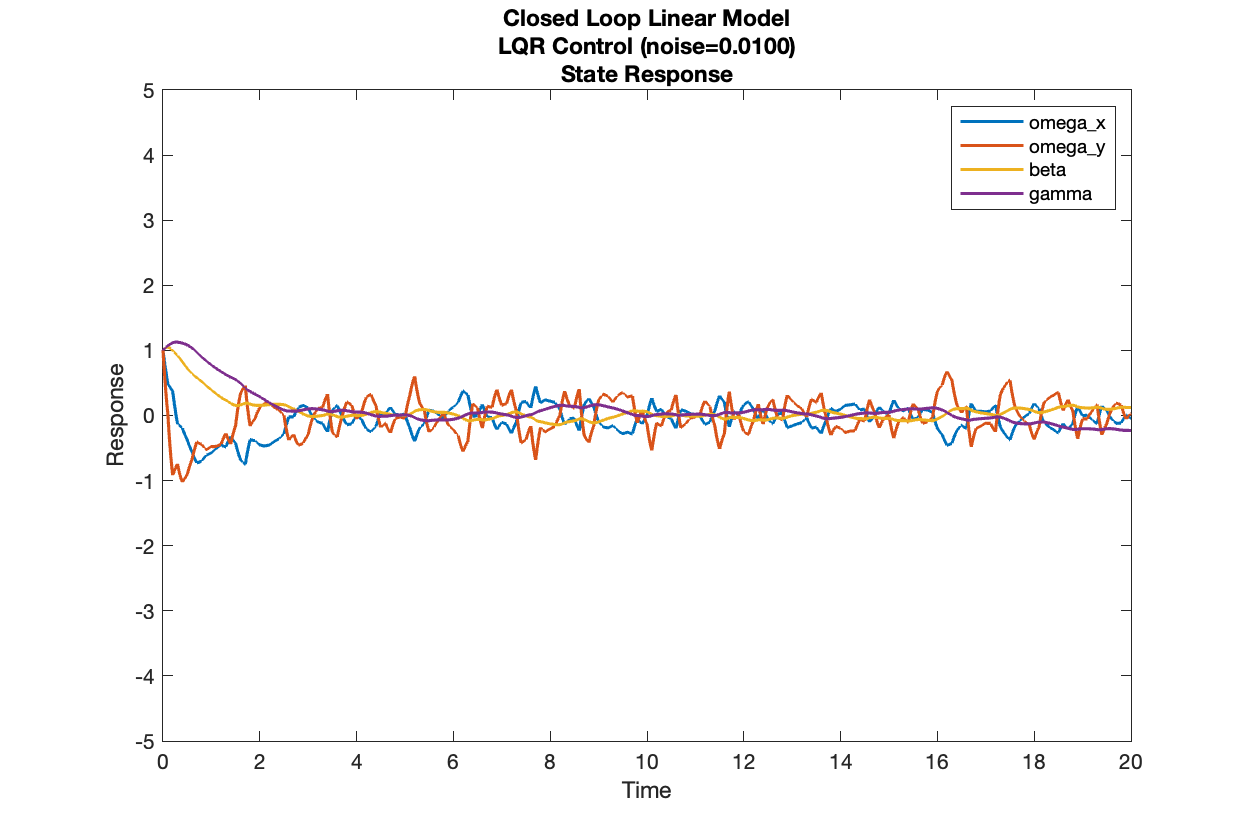 Closed Loop Linear Model
LQR Control (noise=0.0100)
State Response
5
4
3
2
1
0
-1
-2
-3
-4
-5
Response
omega_x
omega_y
beta
gamma
0 2 4 6 8 10 12 14 16 18 20
Time